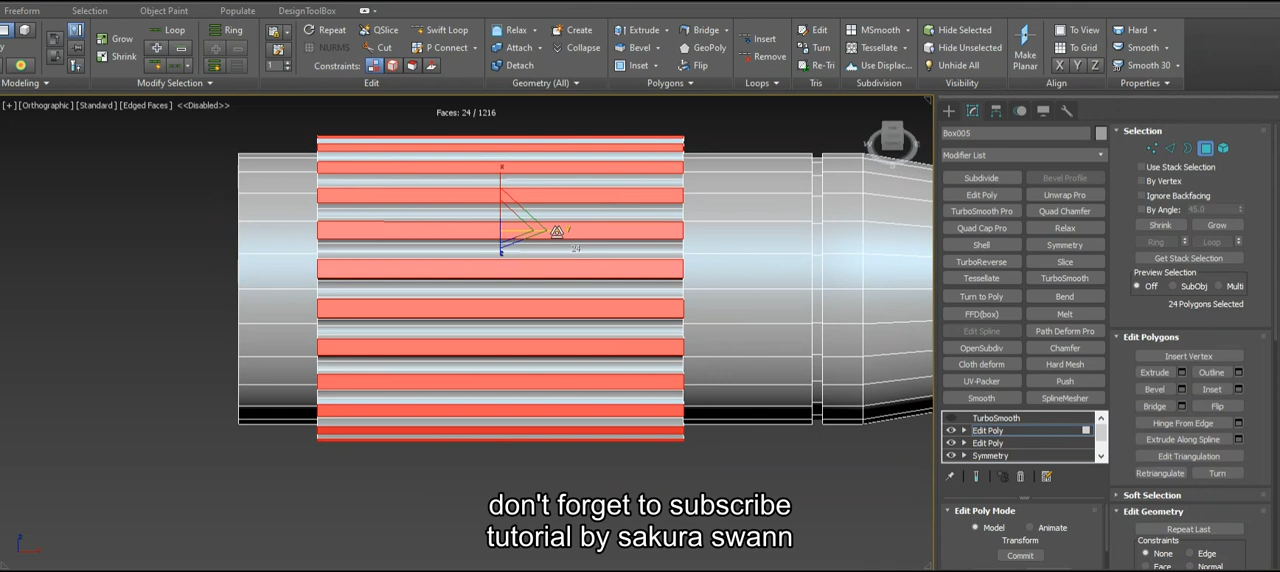 Freeform Selection Object Paint Populate DesignToolBox
Grow Loop Ring Repeat QSlice Swift Loop Relax Create Extrude Bridge Insert Edit MSmooth Hide Selected To View Hard
Shrink NURMS Cut P Connect Attach Collapse Bevel GeoPoly Remove Turn Tessellate Hide Unselected Make Planar To Grid Smooth
1 Constraints: Detach Inset Flip Re-Tri Use Displac... Unhide All X Y Z Smooth 30
Modeling Modify Selection Edit Geometry (All) Polygons Loops Tris Subdivision Visibility Align Properties
[+] [Orthographic] [Standard] [Edged Faces] <<Disabled>>
Faces: 24 / 1216
24
Box005
Modifier List
Subdivide Bevel Profile
Edit Poly Unwrap Pro
TurboSmooth Pro Quad Chamfer
Quad Cap Pro Relax
Shell Symmetry
TurboReverse Slice
Tessellate TurboSmooth
Turn to Poly Bend
FFD(box) Melt
Edit Spline Path Deform Pro
OpenSubdiv Chamfer
Cloth deform Hard Mesh
UV-Packer Push
Smooth SplineMesher
TurboSmooth
Edit Poly
Edit Poly
Symmetry
Edit Poly Mode
Model Animate
Transform
Commit
Selection
Use Stack Selection
By Vertex
Ignore Backfacing
By Angle: 45.0
Shrink Grow
Ring Loop
Get Stack Selection
Preview Selection
Off SubObj Multi
24 Polygons Selected
Edit Polygons
Insert Vertex
Extrude Outline
Bevel Inset
Bridge Flip
Hinge From Edge
Extrude Along Spline
Edit Triangulation
Retriangulate Turn
Soft Selection
Edit Geometry
Repeat Last
Constraints
None Edge
Face Normal
don't forget to subscribe
tutorial by sakura swann